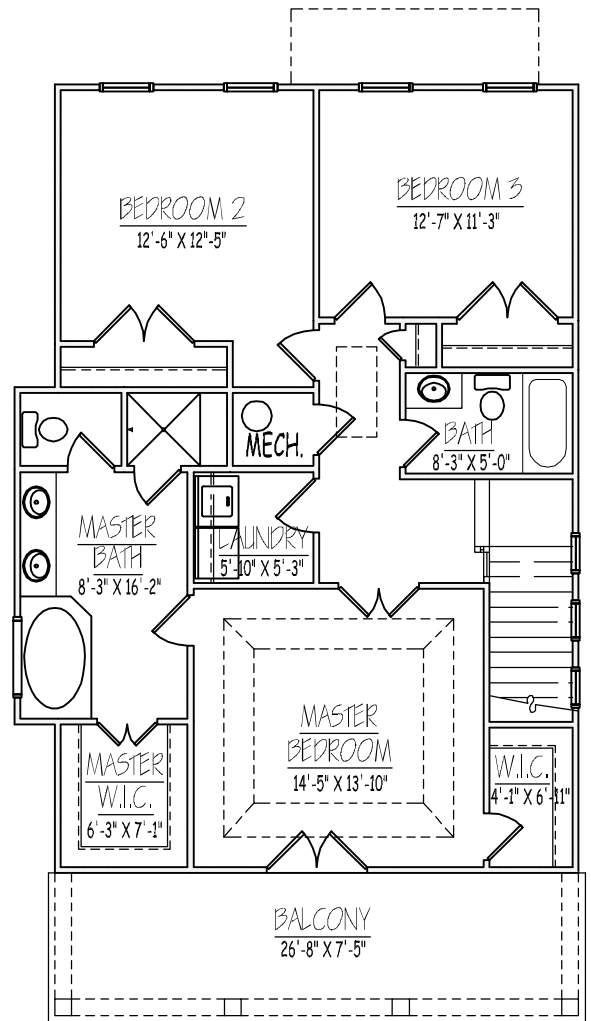 BEDROOM 2
12'-6" X 12"-5"
BEDROOM 3
12'-7" X 11'-3"
MECH.
BATH
8'-3" X 5'-0"
MASTER
BATH
8'-3" X 16'-2"
LAUNDRY
5'-10" X 5'-3"
MASTER
BEDROOM
14'-5" X 13'-10"
MASTER
W.I.C.
6'-3" X 7'-1"
W.I.C.
4'-1" X 6'-11"
BALCONY
26'-8" X 7'-5"